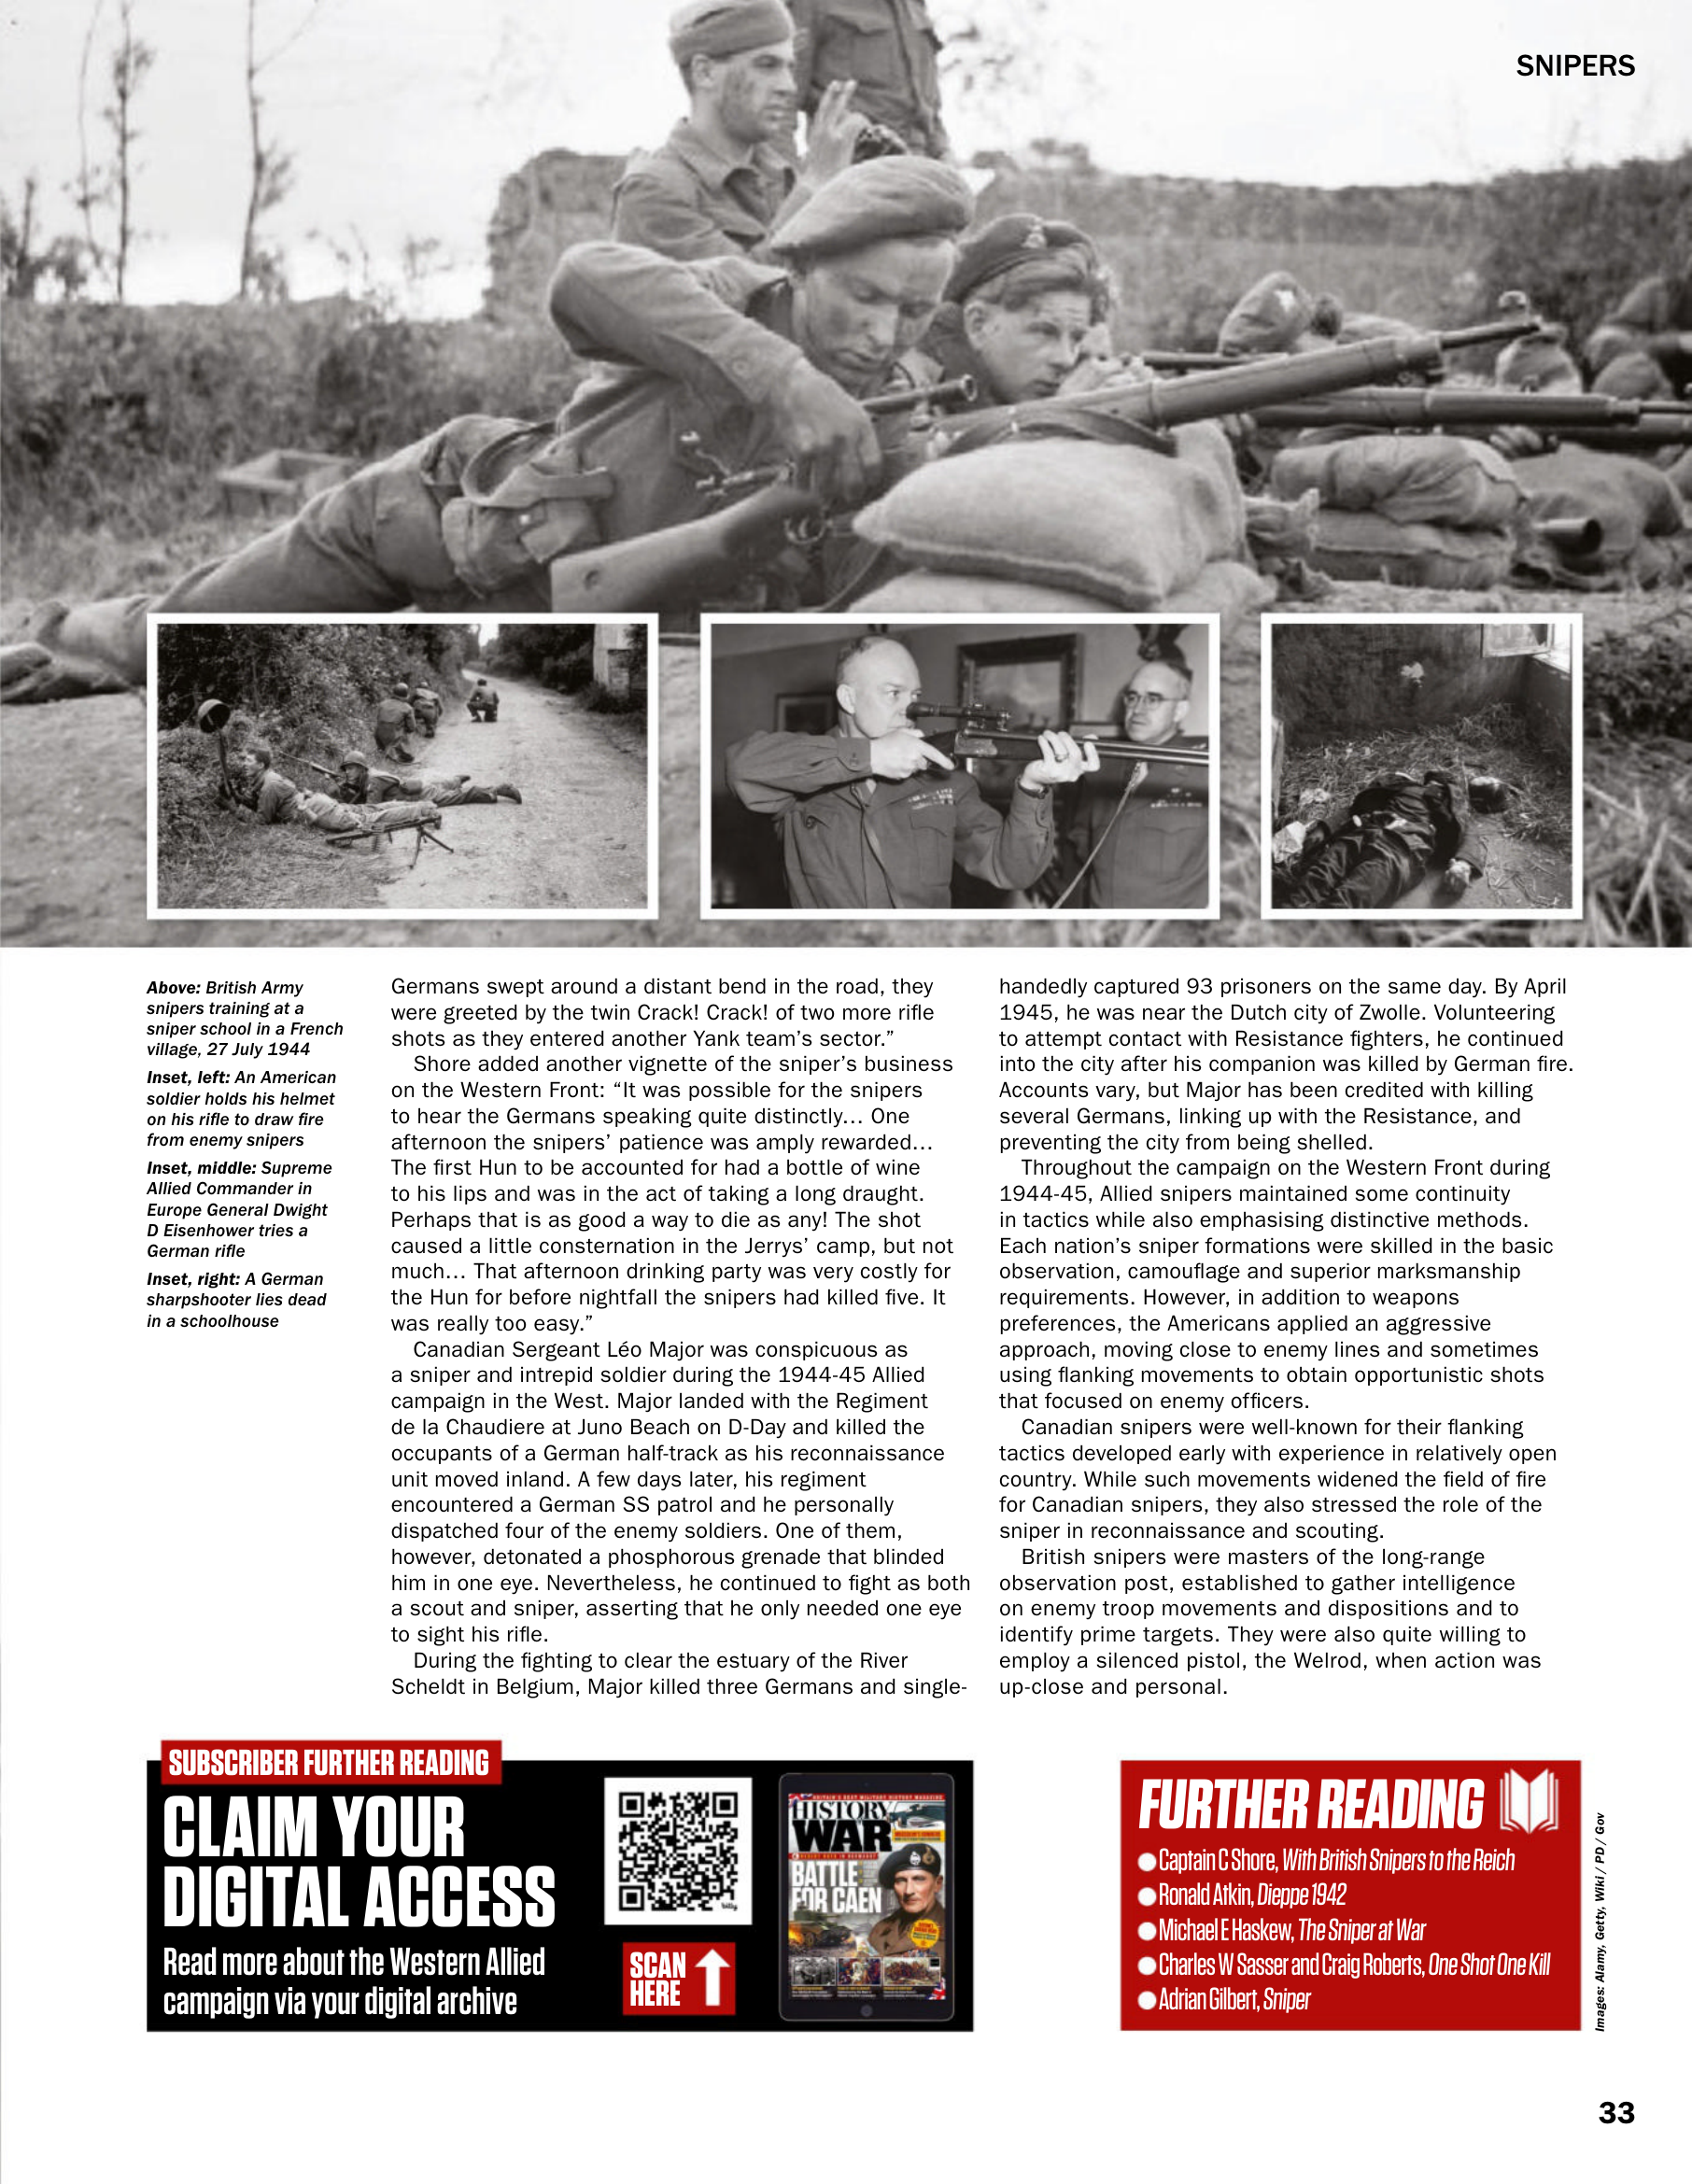 SNIPERS
Above: British Army
snipers training at a
sniper school in a French
village, 27 July 1944
Inset, left: An American
soldier holds his helmet
on his rifle to draw fire
from enemy snipers
Inset, middle: Supreme
Allied Commander in
Europe General Dwight
D Eisenhower tries a
German rifle
Inset, right: A German
sharpshooter lies dead
in a schoolhouse
Germans swept around a distant bend in the road, they
were greeted by the twin Crack! Crack! of two more rifle
shots as they entered another Yank team’s sector.”
Shore added another vignette of the sniper’s business
on the Western Front: “It was possible for the snipers
to hear the Germans speaking quite distinctly… One
afternoon the snipers’ patience was amply rewarded…
The first Hun to be accounted for had a bottle of wine
to his lips and was in the act of taking a long draught.
Perhaps that is as good a way to die as any! The shot
caused a little consternation in the Jerrys’ camp, but not
much… That afternoon drinking party was very costly for
the Hun for before nightfall the snipers had killed five. It
was really too easy.”
Canadian Sergeant Léo Major was conspicuous as
a sniper and intrepid soldier during the 1944-45 Allied
campaign in the West. Major landed with the Regiment
de la Chaudiere at Juno Beach on D-Day and killed the
occupants of a German half-track as his reconnaissance
unit moved inland. A few days later, his regiment
encountered a German SS patrol and he personally
dispatched four of the enemy soldiers. One of them,
however, detonated a phosphorous grenade that blinded
him in one eye. Nevertheless, he continued to fight as both
a scout and sniper, asserting that he only needed one eye
to sight his rifle.
During the fighting to clear the estuary of the River
Scheldt in Belgium, Major killed three Germans and single-
handedly captured 93 prisoners on the same day. By April
1945, he was near the Dutch city of Zwolle. Volunteering
to attempt contact with Resistance fighters, he continued
into the city after his companion was killed by German fire.
Accounts vary, but Major has been credited with killing
several Germans, linking up with the Resistance, and
preventing the city from being shelled.
Throughout the campaign on the Western Front during
1944-45, Allied snipers maintained some continuity
in tactics while also emphasising distinctive methods.
Each nation’s sniper formations were skilled in the basic
observation, camouflage and superior marksmanship
requirements. However, in addition to weapons
preferences, the Americans applied an aggressive
approach, moving close to enemy lines and sometimes
using flanking movements to obtain opportunistic shots
that focused on enemy officers.
Canadian snipers were well-known for their flanking
tactics developed early with experience in relatively open
country. While such movements widened the field of fire
for Canadian snipers, they also stressed the role of the
sniper in reconnaissance and scouting.
British snipers were masters of the long-range
observation post, established to gather intelligence
on enemy troop movements and dispositions and to
identify prime targets. They were also quite willing to
employ a silenced pistol, the Welrod, when action was
up-close and personal.
SUBSCRIBER FURTHER READING
CLAIM YOUR
DIGITAL ACCESS
Read more about the Western Allied
campaign via your digital archive
SCAN
HERE
BRITAIN'S BEST MILITARY HISTORY MAGAZINE
HISTORY
WAR
BATTLE
FOR CAEN
FURTHER READING
Captain C Shore, With British Snipers to the Reich
Ronald Atkin, Dieppe 1942
Michael E Haskew, The Sniper at War
Charles W Sasser and Craig Roberts, One Shot One Kill
Adrian Gilbert, Sniper
Images: Alamy, Getty, Wiki / PD / Gov
33